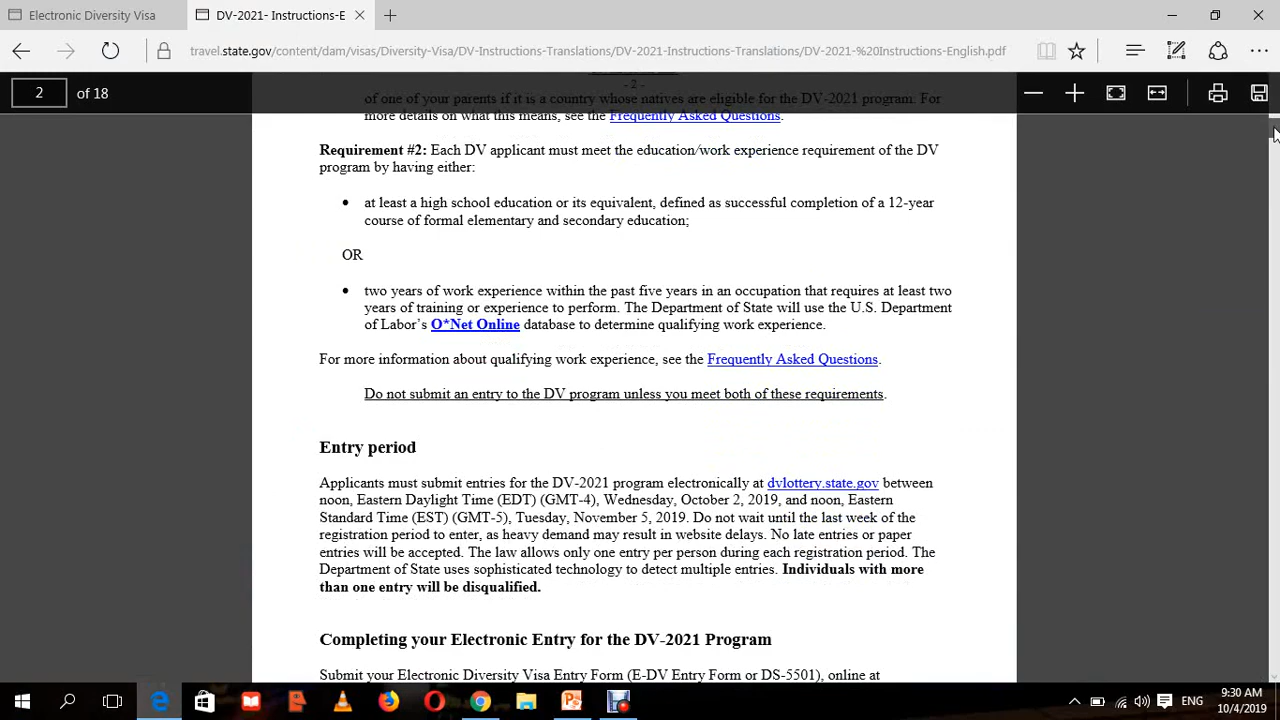 Electronic Diversity Visa
DV-2021- Instructions-E
travel.state.gov/content/dam/visas/Diversity-Visa/DV-Instructions-Translations/DV-2021-Instructions-Translations/DV-2021-%20Instructions-English.pdf
2 of 18
- 2 -
of one of your parents if it is a country whose natives are eligible for the DV-2021 program. For
more details on what this means, see the Frequently Asked Questions.
Requirement #2: Each DV applicant must meet the education/work experience requirement of the DV
program by having either:
• at least a high school education or its equivalent, defined as successful completion of a 12-year
course of formal elementary and secondary education;
OR
• two years of work experience within the past five years in an occupation that requires at least two
years of training or experience to perform. The Department of State will use the U.S. Department
of Labor’s O*Net Online database to determine qualifying work experience.
For more information about qualifying work experience, see the Frequently Asked Questions.
Do not submit an entry to the DV program unless you meet both of these requirements.
Entry period
Applicants must submit entries for the DV-2021 program electronically at dvlottery.state.gov between
noon, Eastern Daylight Time (EDT) (GMT-4), Wednesday, October 2, 2019, and noon, Eastern
Standard Time (EST) (GMT-5), Tuesday, November 5, 2019. Do not wait until the last week of the
registration period to enter, as heavy demand may result in website delays. No late entries or paper
entries will be accepted. The law allows only one entry per person during each registration period. The
Department of State uses sophisticated technology to detect multiple entries. Individuals with more
than one entry will be disqualified.
Completing your Electronic Entry for the DV-2021 Program
Submit your Electronic Diversity Visa Entry Form (E-DV Entry Form or DS-5501), online at
ENG
9:30 AM
10/4/2019